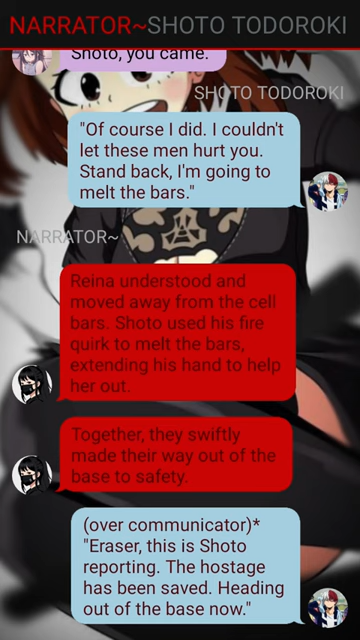 NARRATOR~SHOTO TODOROKI
Shoto, you came.
SHOTO TODOROKI
"Of course I did. I couldn't
let these men hurt you.
Stand back, I'm going to
melt the bars."
NARRATOR~
Reina understood and
moved away from the cell
bars. Shoto used his fire
quirk to melt the bars,
extending his hand to help
her out.
Together, they swiftly
made their way out of the
base to safety.
(over communicator)*
"Eraser, this is Shoto
reporting. The hostage
has been saved. Heading
out of the base now."